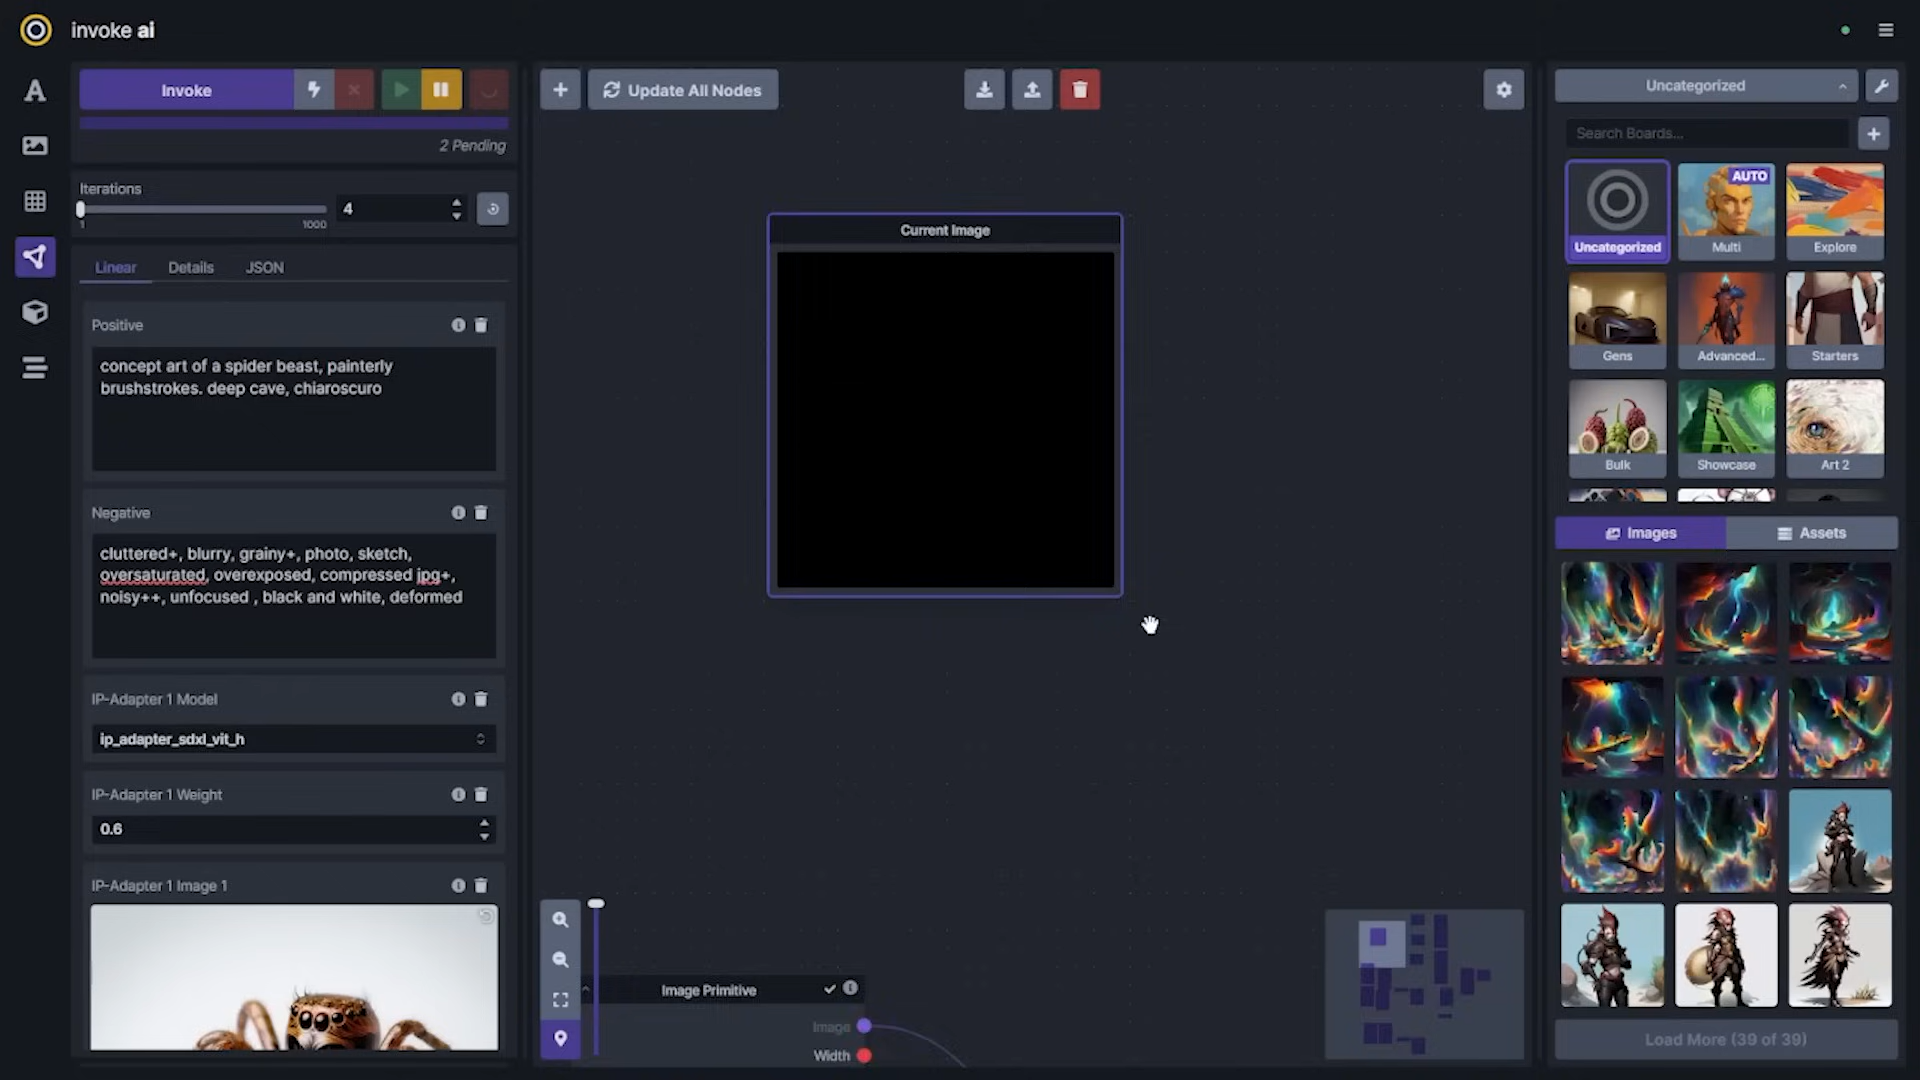 invoke ai
Invoke
2 Pending
Iterations
4
1
1000
Linear
Details
JSON
Positive
concept art of a spider beast, painterly
brushstrokes. deep cave, chiaroscuro
Negative
cluttered+, blurry, grainy+, photo, sketch,
oversaturated, overexposed, compressed jpg+,
noisy++, unfocused , black and white, deformed
IP-Adapter 1 Model
ip_adapter_sdxl_vit_h
IP-Adapter 1 Weight
0.6
IP-Adapter 1 Image 1
Update All Nodes
Current Image
Image Primitive
Image
Width
Uncategorized
Search Boards...
Uncategorized
AUTO
Multi
Explore
Gens
Advanced...
Starters
Bulk
Showcase
Art 2
Images
Assets
Load More (39 of 39)